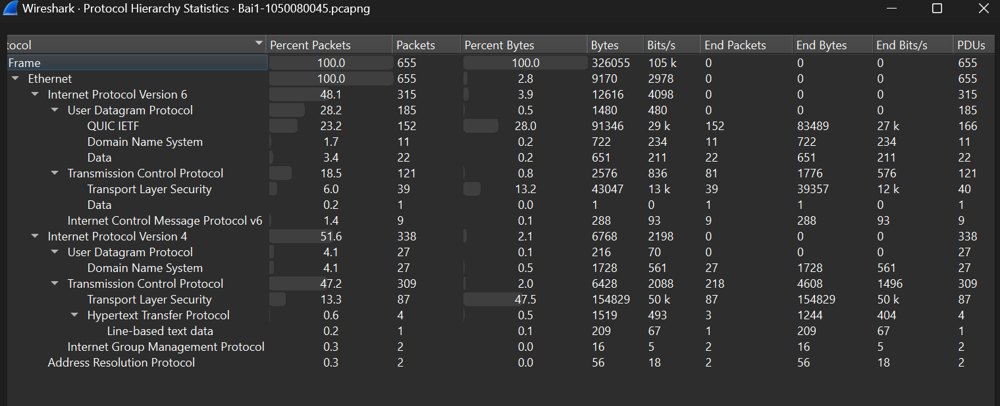 Wireshark · Protocol Hierarchy Statistics · Bai1-1050080045.pcapng
tocol Percent Packets Packets Percent Bytes Bytes Bits/s End Packets End Bytes End Bits/s PDUs
Frame 100.0 655 100.0 326055 105 k 0 0 0 655
Ethernet 100.0 655 2.8 9170 2978 0 0 0 655
Internet Protocol Version 6 48.1 315 3.9 12616 4098 0 0 0 315
User Datagram Protocol 28.2 185 0.5 1480 480 0 0 0 185
QUIC IETF 23.2 152 28.0 91346 29 k 152 83489 27 k 166
Domain Name System 1.7 11 0.2 722 234 11 722 234 11
Data 3.4 22 0.2 651 211 22 651 211 22
Transmission Control Protocol 18.5 121 0.8 2576 836 81 1776 576 121
Transport Layer Security 6.0 39 13.2 43047 13 k 39 39357 12 k 40
Data 0.2 1 0.0 1 0 1 1 0 1
Internet Control Message Protocol v6 1.4 9 0.1 288 93 9 288 93 9
Internet Protocol Version 4 51.6 338 2.1 6768 2198 0 0 0 338
User Datagram Protocol 4.1 27 0.1 216 70 0 0 0 27
Domain Name System 4.1 27 0.5 1728 561 27 1728 561 27
Transmission Control Protocol 47.2 309 2.0 6428 2088 218 4608 1496 309
Transport Layer Security 13.3 87 47.5 154829 50 k 87 154829 50 k 87
Hypertext Transfer Protocol 0.6 4 0.5 1519 493 3 1244 404 4
Line-based text data 0.2 1 0.1 209 67 1 209 67 1
Internet Group Management Protocol 0.3 2 0.0 16 5 2 16 5 2
Address Resolution Protocol 0.3 2 0.0 56 18 2 56 18 2